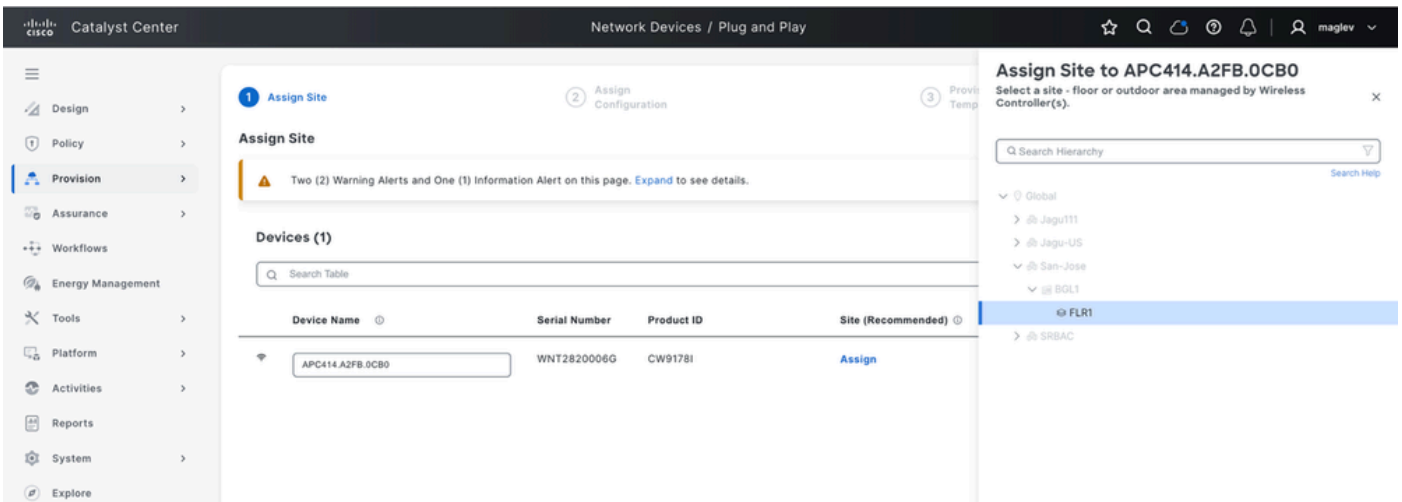 CISCO Catalyst Center
Network Devices / Plug and Play
maglev
Design
Policy
Provision
Assurance
Workflows
Energy Management
Tools
Platform
Activities
Reports
System
Explore
1 Assign Site
2 Assign
Configuration
3 Provis
Temp
Assign Site
Two (2) Warning Alerts and One (1) Information Alert on this page. Expand to see details.
Devices (1)
Search Table
Device Name Serial Number Product ID Site (Recommended)
APC414.A2FB.0CB0 WNT2820006G CW9178I Assign
Assign Site to APC414.A2FB.0CB0
Select a site - floor or outdoor area managed by Wireless
Controller(s).
Search Hierarchy
Search Help
Global
Jagu111
Jagu-US
San-Jose
BGL1
FLR1
SRBAC